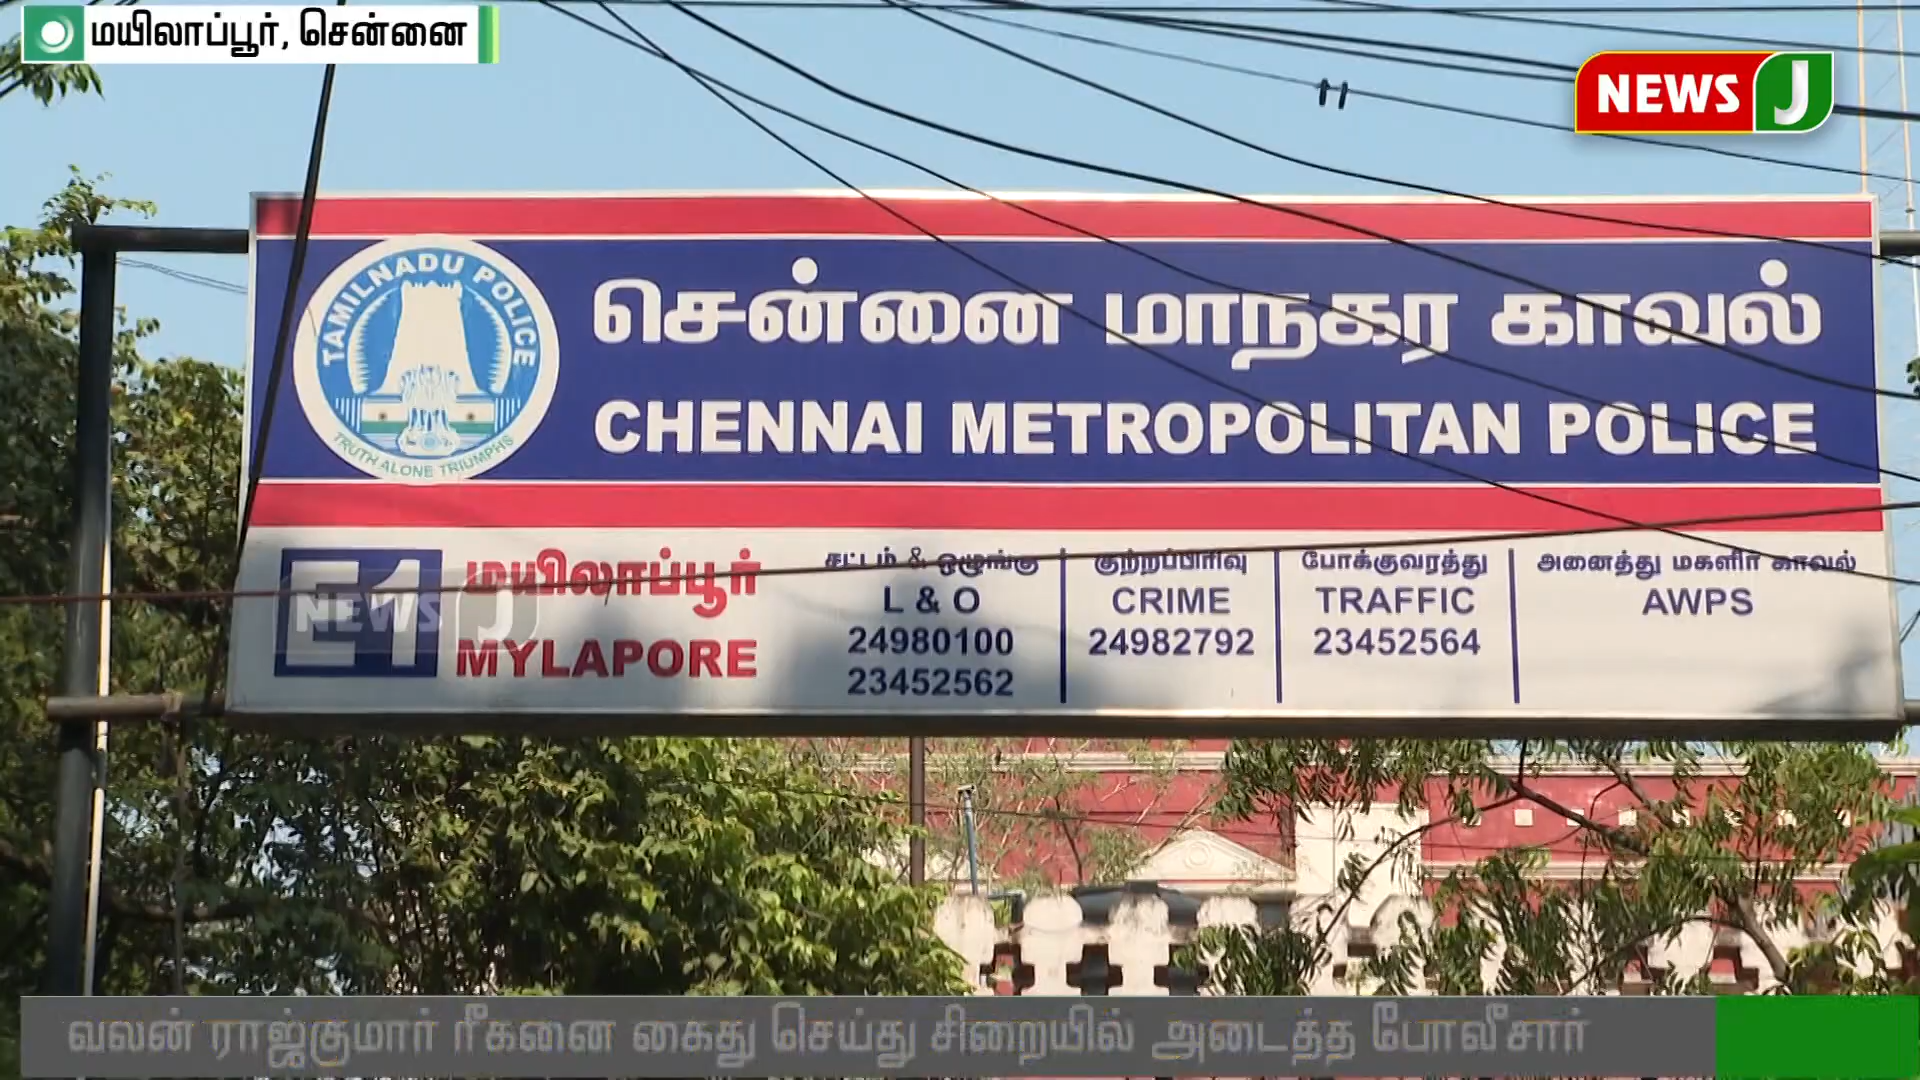 மயிலாப்பூர், சென்னை
NEWS J
TAMILNADU POLICE
TRUTH ALONE TRIUMPHS
சென்னை மாநகர காவல்
CHENNAI METROPOLITAN POLICE
E1 மயிலாப்பூர்
MYLAPORE
NEWS J
சட்டம் & ஒழுங்கு
L & O
24980100
23452562
குற்றப்பிரிவு
CRIME
24982792
போக்குவரத்து
TRAFFIC
23452564
அனைத்து மகளிர் காவல்
AWPS
வலன் ராஜ்குமார் ரீகனை கைது செய்து சிறையில் அடைத்த போலீசார்